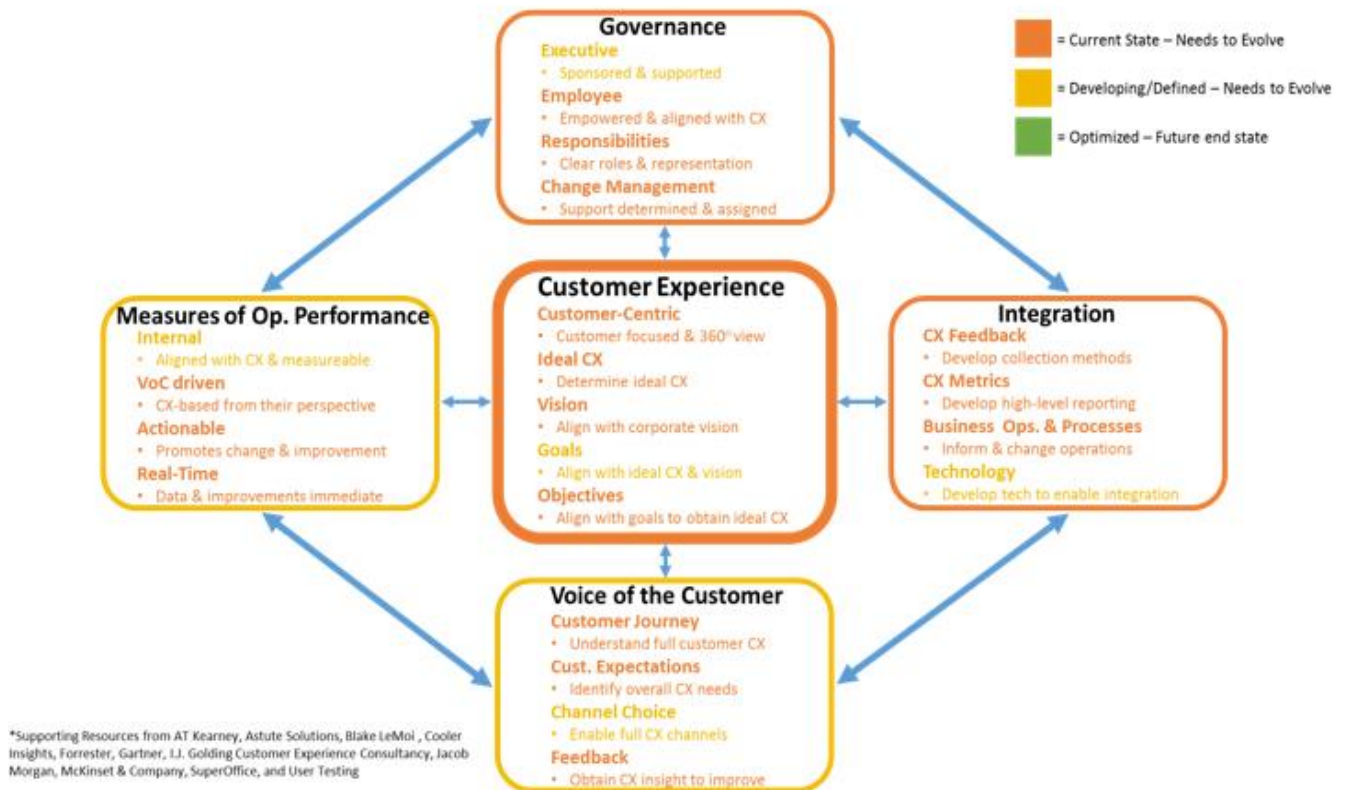 Governance
Executive
• Sponsored & supported
Employee
• Empowered & aligned with CX
Responsibilities
• Clear roles & representation
Change Management
• Support determined & assigned
= Current State – Needs to Evolve
= Developing/Defined – Needs to Evolve
= Optimized – Future end state
Measures of Op. Performance
Internal
• Aligned with CX & measureable
VoC driven
• CX-based from their perspective
Actionable
• Promotes change & improvement
Real-Time
• Data & improvements immediate
Customer Experience
Customer-Centric
• Customer focused & 360° view
Ideal CX
• Determine ideal CX
Vision
• Align with corporate vision
Goals
• Align with ideal CX & vision
Objectives
• Align with goals to obtain ideal CX
Integration
CX Feedback
• Develop collection methods
CX Metrics
• Develop high-level reporting
Business Ops. & Processes
• Inform & change operations
Technology
• Develop tech to enable integration
Voice of the Customer
Customer Journey
• Understand full customer CX
Cust. Expectations
• Identify overall CX needs
Channel Choice
• Enable full CX channels
Feedback
• Obtain CX insight to improve
*Supporting Resources from AT Kearney, Astute Solutions, Blake LeMoi , Cooler
Insights, Forrester, Gartner, I.J. Golding Customer Experience Consultancy, Jacob
Morgan, McKinset & Company, SuperOffice, and User Testing